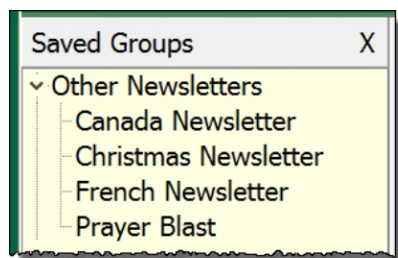 Saved Groups X
Other Newsletters
Canada Newsletter
Christmas Newsletter
French Newsletter
Prayer Blast